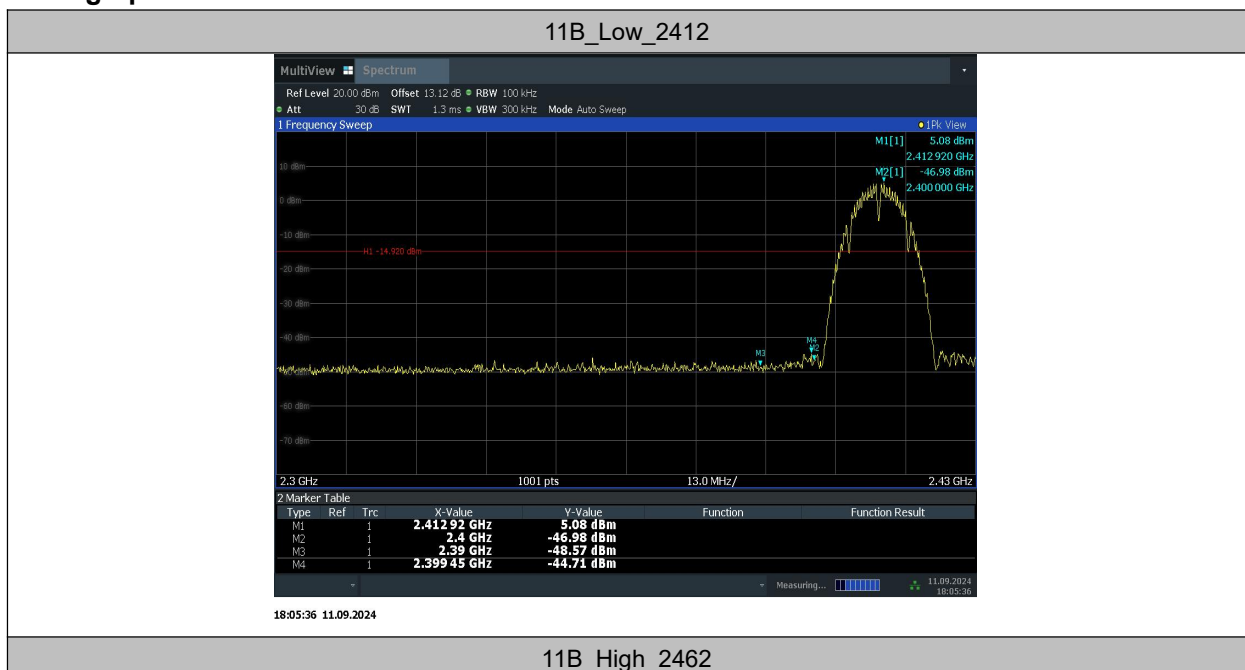 11B_Low_2412
MultiView Spectrum
Ref Level 20.00 dBm Offset 13.12 dB RBW 100 kHz
Att 30 dB SWT 1.3 ms VBW 300 kHz Mode Auto Sweep
1 Frequency Sweep 1Pk View
M1[1] 5.08 dBm
2.412 920 GHz
10 dBm
M2[1] -46.98 dBm
2.400 000 GHz
0 dBm
-10 dBm
H1 -14.920 dBm
-20 dBm
-30 dBm
-40 dBm
M4
M2
M3
-60 dBm
-70 dBm
2.3 GHz 1001 pts 13.0 MHz/ 2.43 GHz
2 Marker Table
Type Ref Trc X-Value Y-Value Function Function Result
M1 1 2.412 92 GHz 5.08 dBm
M2 1 2.4 GHz -46.98 dBm
M3 1 2.39 GHz -48.57 dBm
M4 1 2.399 45 GHz -44.71 dBm
Measuring... 11.09.2024
18:05:36
18:05:36 11.09.2024
11B_High_2462